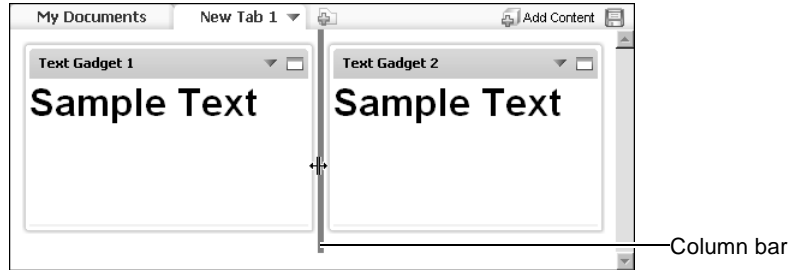 My Documents New Tab 1 Add Content
Text Gadget 1 Text Gadget 2
Sample Text Sample Text
Column bar